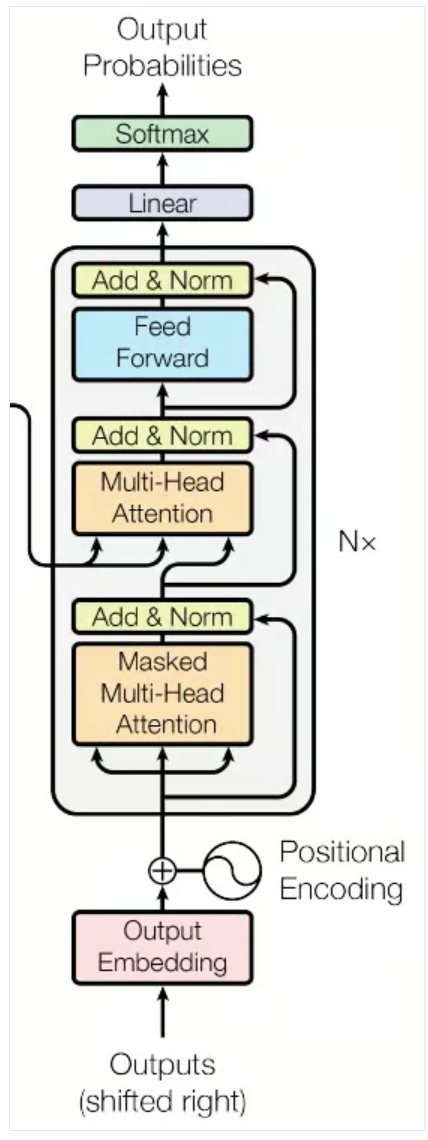 Output
Probabilities
Softmax
Linear
Add & Norm
Feed
Forward
Add & Norm
Multi-Head
Attention
N×
Add & Norm
Masked
Multi-Head
Attention
Positional
Encoding
Output
Embedding
Outputs
(shifted right)